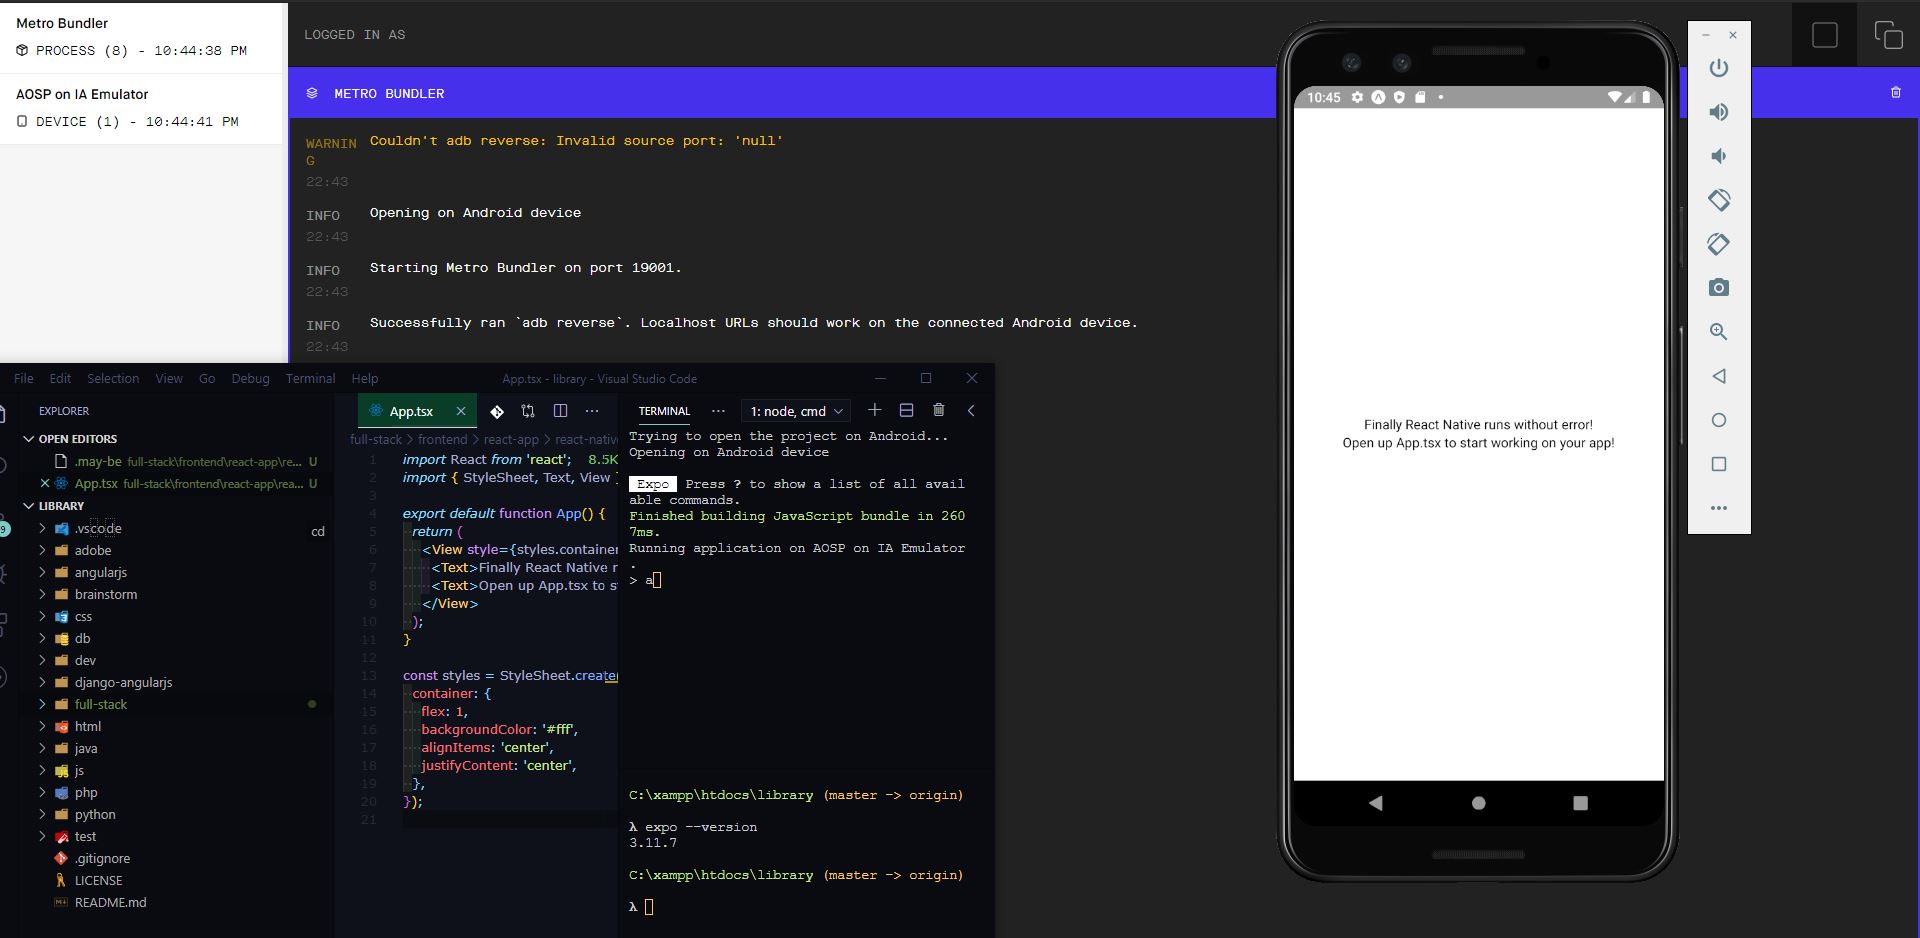 Metro Bundler
PROCESS (8) - 10:44:38 PM
AOSP on IA Emulator
DEVICE (1) - 10:44:41 PM
LOGGED IN AS
METRO BUNDLER
WARNIN
G
22:43
Couldn't adb reverse: Invalid source port: 'null'
INFO
22:43
Opening on Android device
INFO
22:43
Starting Metro Bundler on port 19001.
INFO
22:43
Successfully ran `adb reverse`. Localhost URLs should work on the connected Android device.
File Edit Selection View Go Debug Terminal Help
App.tsx - library - Visual Studio Code
EXPLORER
OPEN EDITORS
.may-be full-stack\frontend\react-app\re... U
App.tsx full-stack\frontend\react-app\rea... U
LIBRARY
.vscode
cd
adobe
angularjs
brainstorm
css
db
dev
django-angularjs
full-stack
html
java
js
php
python
test
.gitignore
LICENSE
README.md
App.tsx
full-stack > frontend > react-app > react-native
1 import React from 'react'; 8.5K
2 import { StyleSheet, Text, View }
3
4 export default function App() {
5 return (
6 <View style={styles.container
7 <Text>Finally React Native r
8 <Text>Open up App.tsx to s
9 </View>
10 );
11 }
12
13 const styles = StyleSheet.create(
14 container: {
15 flex: 1,
16 backgroundColor: '#fff',
17 alignItems: 'center',
18 justifyContent: 'center',
19 },
20 });
21
TERMINAL
1: node, cmd
Trying to open the project on Android...
Opening on Android device
Expo Press ? to show a list of all avail
able commands.
Finished building JavaScript bundle in 260
7ms.
Running application on AOSP on IA Emulator
.
> a
C:\xampp\htdocs\library (master -> origin)
λ expo --version
3.11.7
C:\xampp\htdocs\library (master -> origin)
λ
10:45
Finally React Native runs without error!
Open up App.tsx to start working on your app!